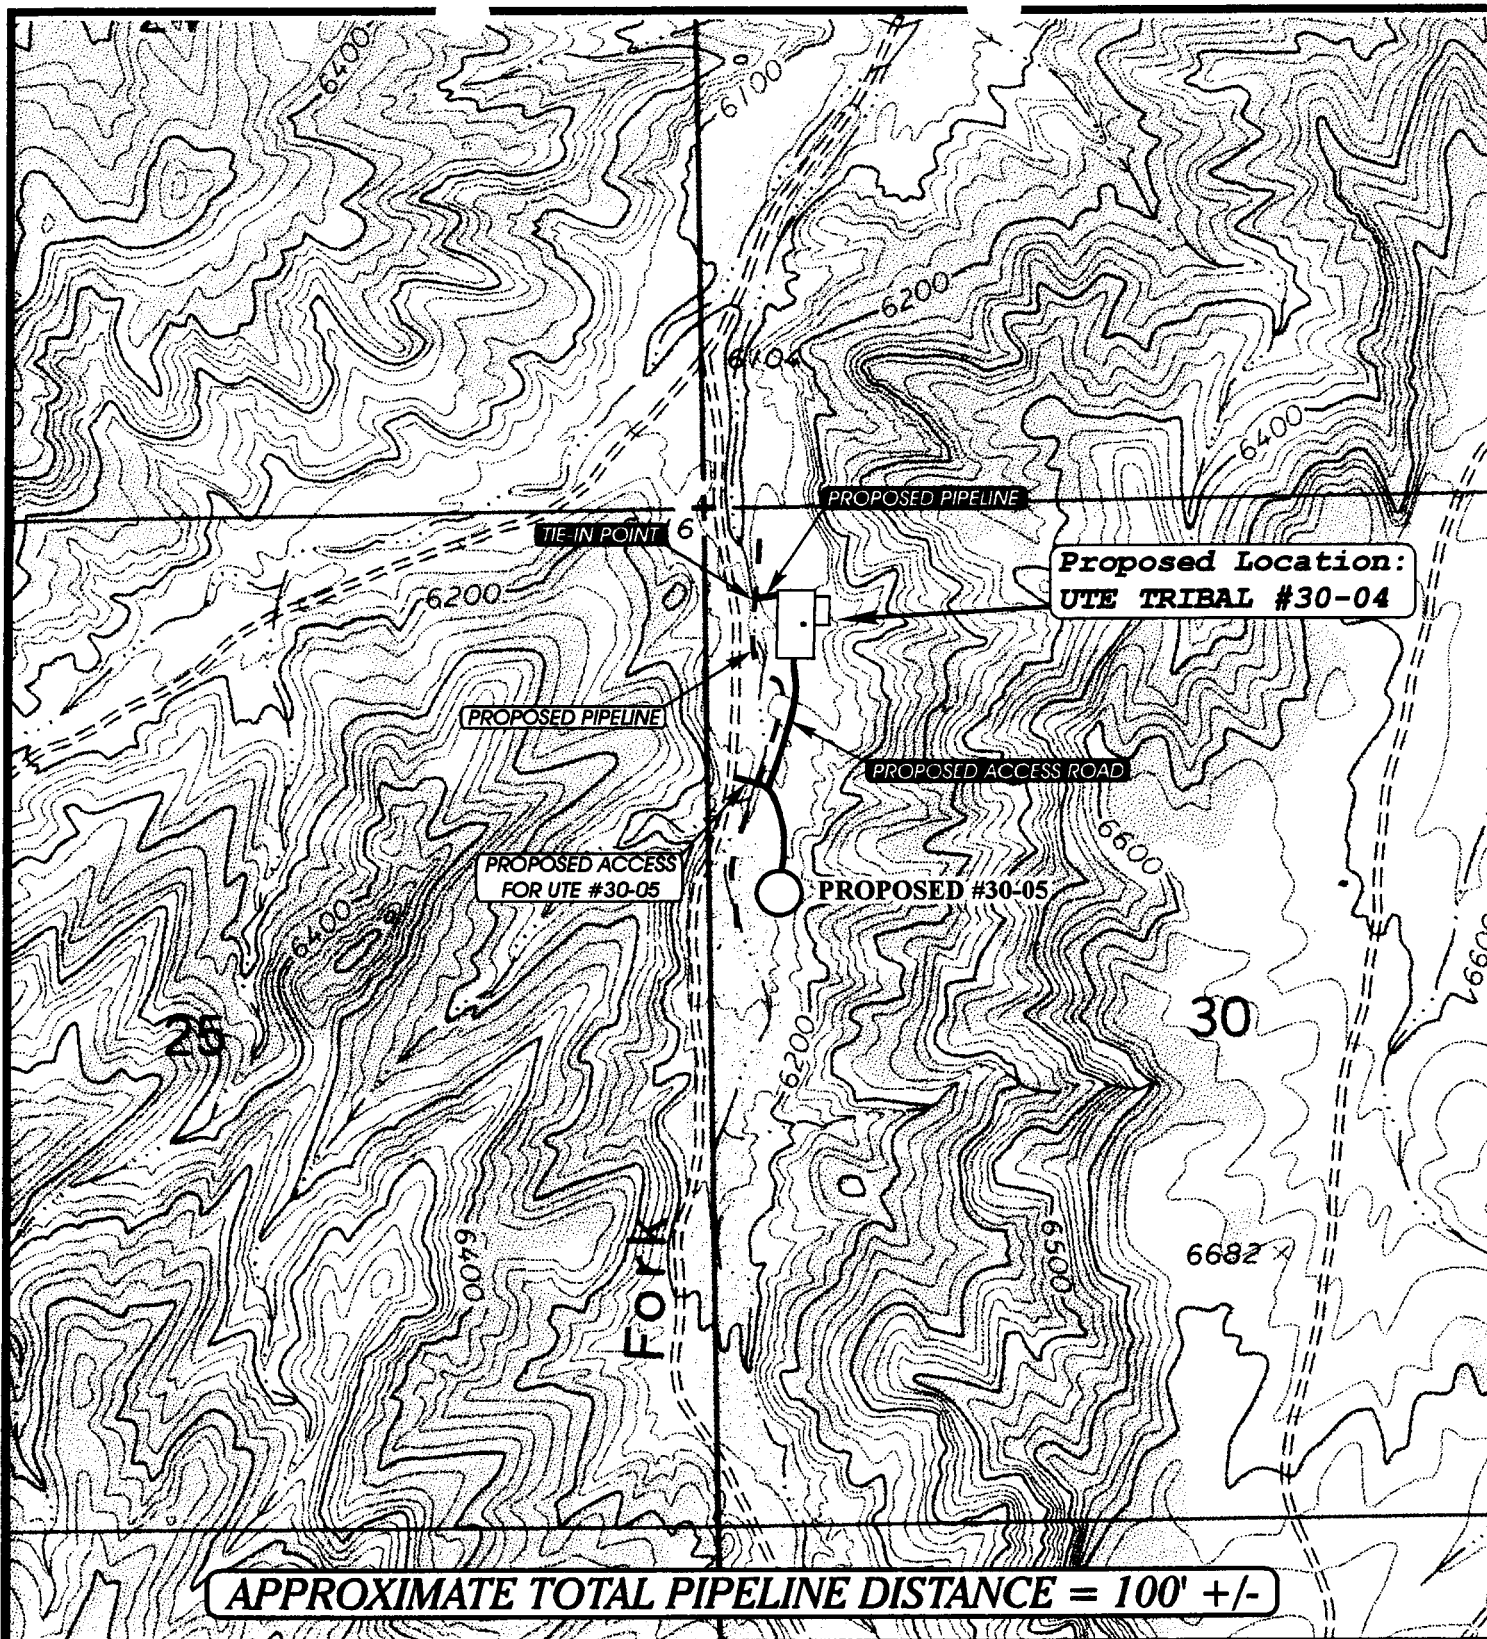 6400
6100
6200
6104
6400
PROPOSED PIPELINE
TIE-IN POINT
6
Proposed Location:
UTE TRIBAL #30-04
6200
PROPOSED PIPELINE
PROPOSED ACCESS ROAD
6600
PROPOSED ACCESS
FOR UTE #30-05
PROPOSED #30-05
6400
6600
25
30
6200
Fork
6400
6500
6682
APPROXIMATE TOTAL PIPELINE DISTANCE = 100' +/-